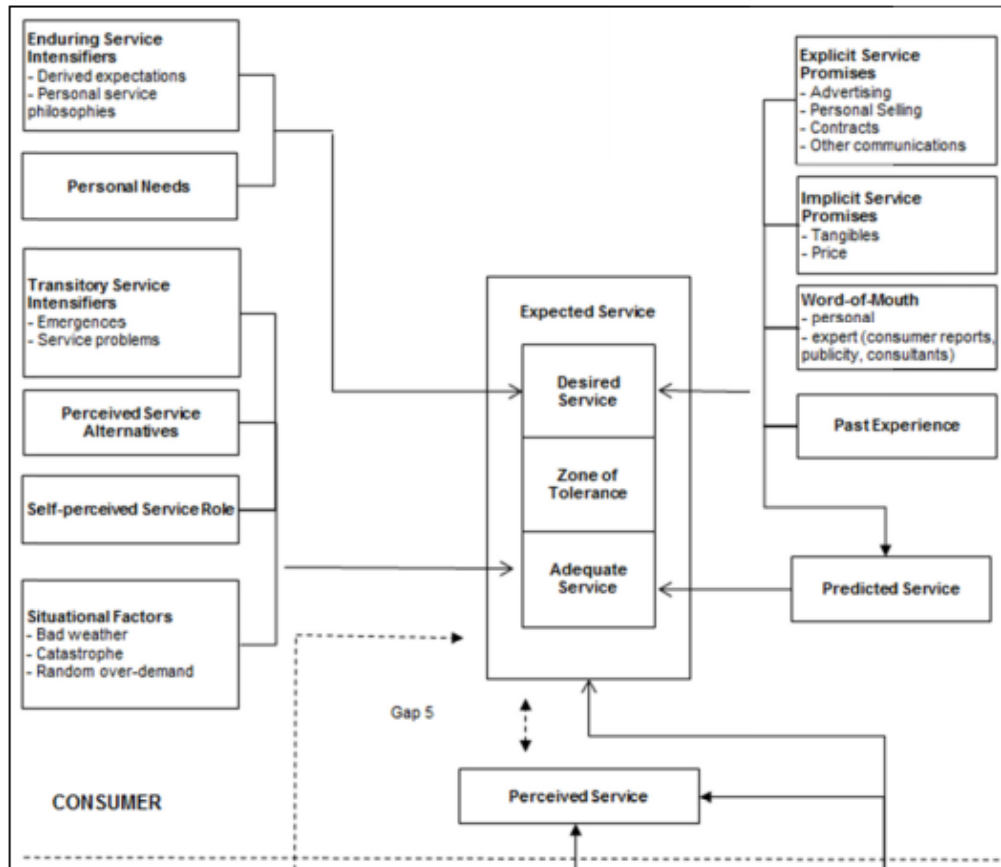 Enduring Service
Intensifiers
- Derived expectations
- Personal service
philosophies
Personal Needs
Transitory Service
Intensifiers
- Emergences
- Service problems
Perceived Service
Alternatives
Self-perceived Service Role
Situational Factors
- Bad weather
- Catastrophe
- Random over-demand
Expected Service
Desired
Service
Zone of
Tolerance
Adequate
Service
Explicit Service
Promises
- Advertising
- Personal Selling
- Contracts
- Other communications
Implicit Service
Promises
- Tangibles
- Price
Word-of-Mouth
- personal
- expert (consumer reports,
publicity, consultants)
Past Experience
Predicted Service
Gap 5
Perceived Service
CONSUMER